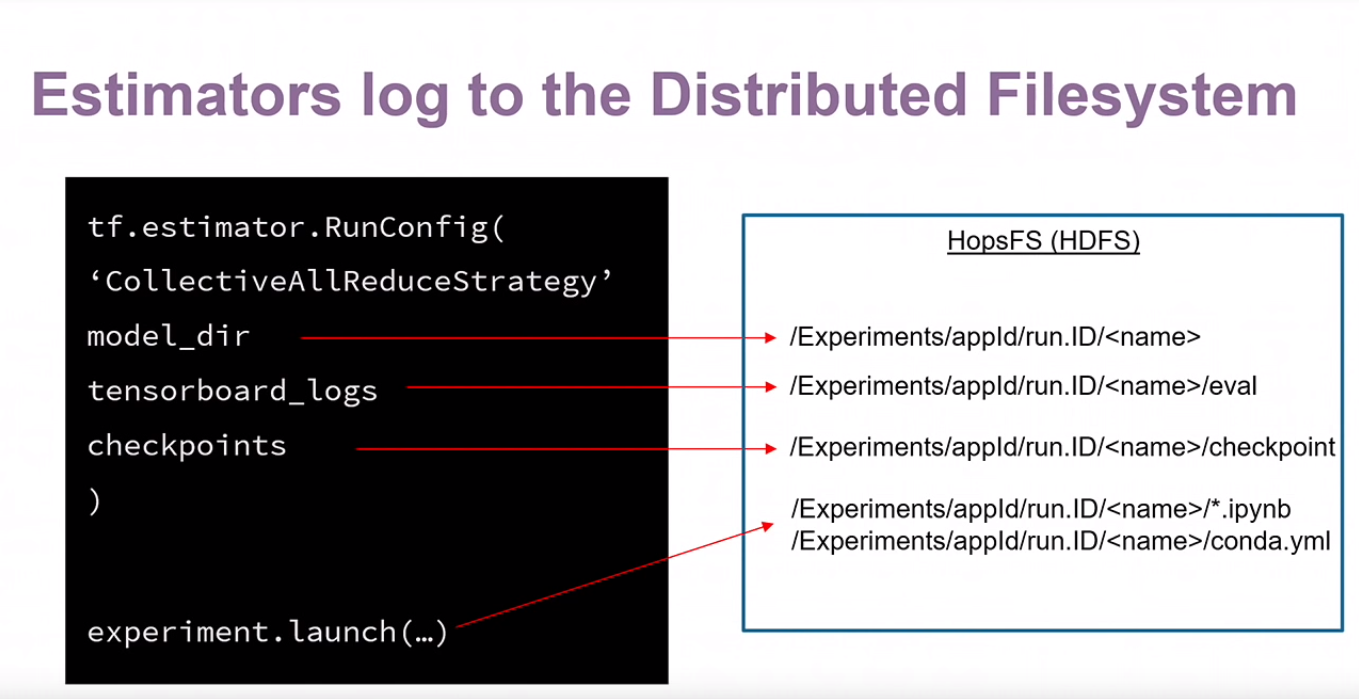 Estimators log to the Distributed Filesystem
tf.estimator.RunConfig(
‘CollectiveAllReduceStrategy’
model_dir
tensorboard_logs
checkpoints
)
experiment.launch(…)
HopsFS (HDFS)
/Experiments/appId/run.ID/<name>
/Experiments/appId/run.ID/<name>/eval
/Experiments/appId/run.ID/<name>/checkpoint
/Experiments/appId/run.ID/<name>/*.ipynb
/Experiments/appId/run.ID/<name>/conda.yml